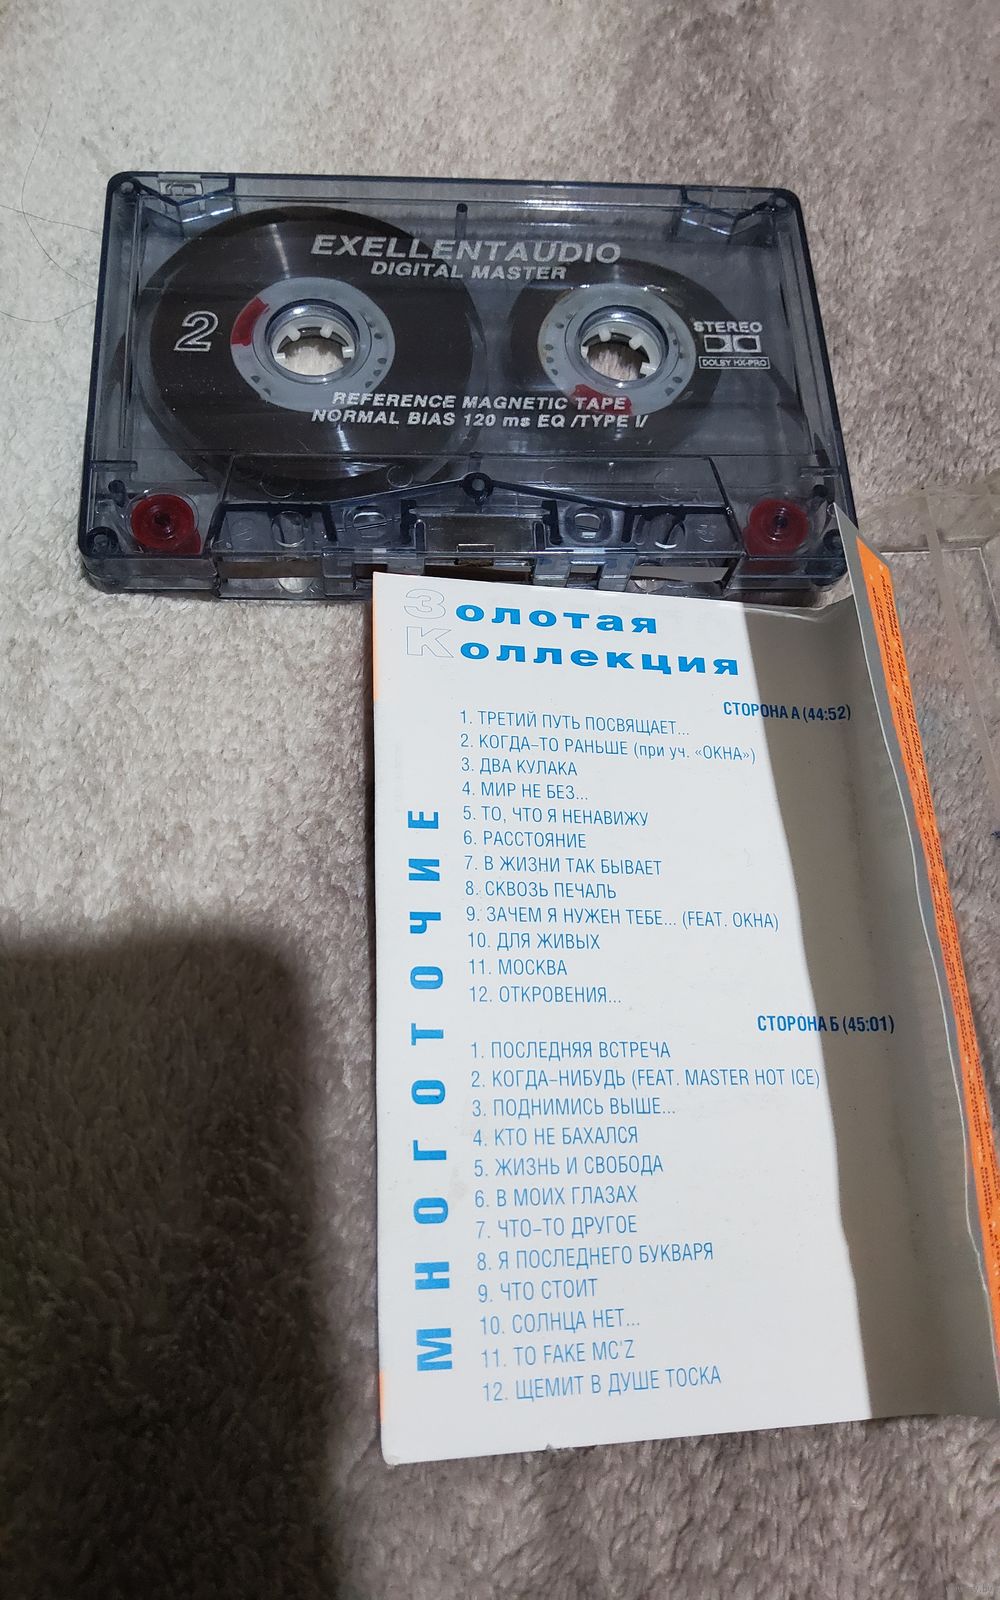 EXELLENTAUDIO
DIGITAL MASTER
2
STEREO
DOLBY HX-PRO
REFERENCE MAGNETIC TAPE
NORMAL BIAS 120 ms EQ /TYPE I/
Золотая
Коллекция
МНОГОТОЧИЕ
СТОРОНА А (44:52)
1. ТРЕТИЙ ПУТЬ ПОСВЯЩАЕТ...
2. КОГДА-ТО РАНЬШЕ (при уч. «ОКНА»)
3. ДВА КУЛАКА
4. МИР НЕ БЕЗ...
5. ТО, ЧТО Я НЕНАВИЖУ
6. РАССТОЯНИЕ
7. В ЖИЗНИ ТАК БЫВАЕТ
8. СКВОЗЬ ПЕЧАЛЬ
9. ЗАЧЕМ Я НУЖЕН ТЕБЕ... (FEAT. ОКНА)
10. ДЛЯ ЖИВЫХ
11. МОСКВА
12. ОТКРОВЕНИЯ...
СТОРОНА Б (45:01)
1. ПОСЛЕДНЯЯ ВСТРЕЧА
2. КОГДА-НИБУДЬ (FEAT. MASTER HOT ICE)
3. ПОДНИМИСЬ ВЫШЕ...
4. КТО НЕ БАХАЛСЯ
5. ЖИЗНЬ И СВОБОДА
6. В МОИХ ГЛАЗАХ
7. ЧТО-ТО ДРУГОЕ
8. Я ПОСЛЕДНЕГО БУКВАРЯ
9. ЧТО СТОИТ
10. СОЛНЦА НЕТ...
11. TO FAKE MC'Z
12. ЩЕМИТ В ДУШЕ ТОСКА